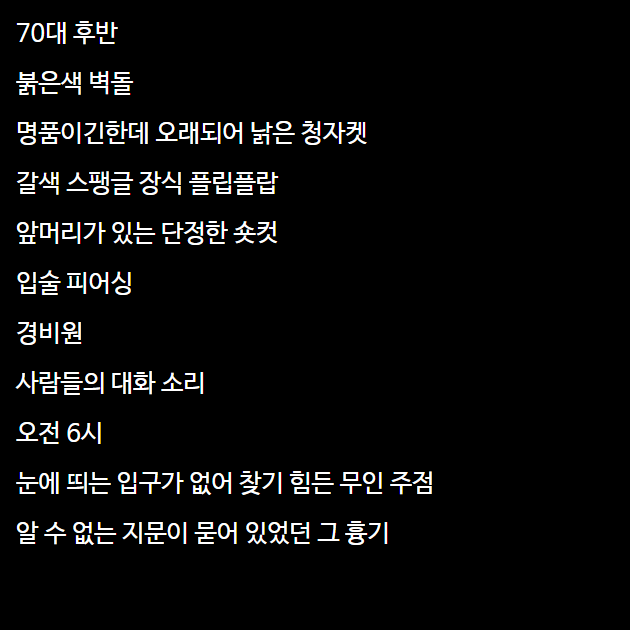 70대 후반
붉은색 벽돌
명품이긴한데 오래되어 낡은 청자켓
갈색 스팽글 장식 플립플랍
앞머리가 있는 단정한 숏컷
입술 피어싱
경비원
사람들의 대화 소리
오전 6시
눈에 띄는 입구가 없어 찾기 힘든 무인 주점
알 수 없는 지문이 묻어 있었던 그 흉기